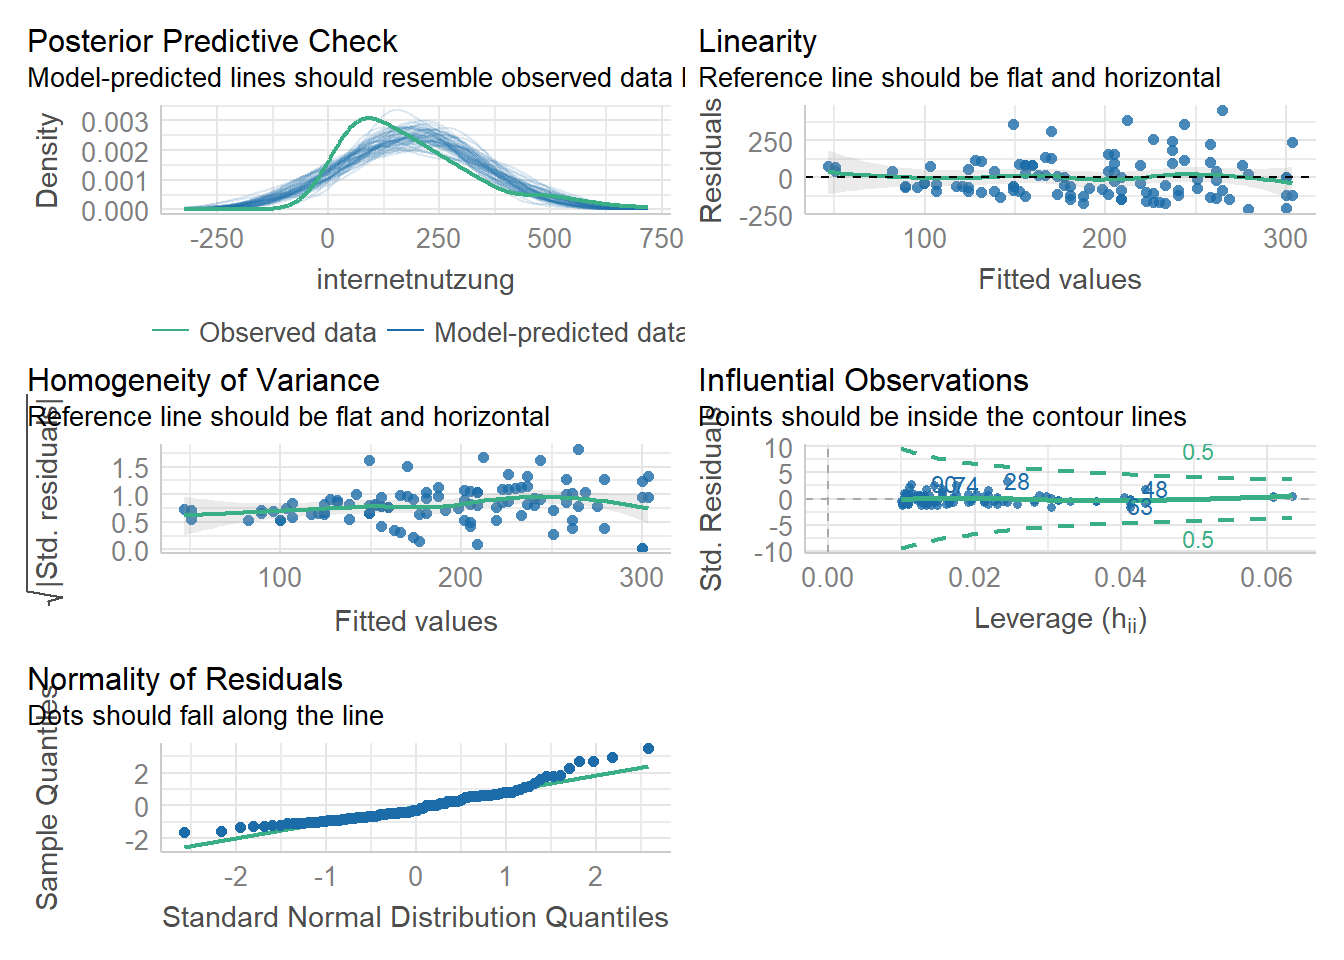 Posterior Predictive Check
Model-predicted lines should resemble observed data l
Density
0.003
0.002
0.001
0.000
-250 0 250 500 750
internetnutzung
Observed data Model-predicted data
Linearity
Reference line should be flat and horizontal
Residuals
250
0
-250
100 200 300
Fitted values
Homogeneity of Variance
Reference line should be flat and horizontal
√|Std. residuals|
1.5
1.0
0.5
0.0
100 200 300
Fitted values
Influential Observations
Points should be inside the contour lines
Std. Residuals
10
5
0
-5
-10
0.5
90 74 28
48
63
0.5
0.00 0.02 0.04 0.06
Leverage (hii)
Normality of Residuals
Dots should fall along the line
Sample Quantiles
2
0
-2
-2 -1 0 1 2
Standard Normal Distribution Quantiles